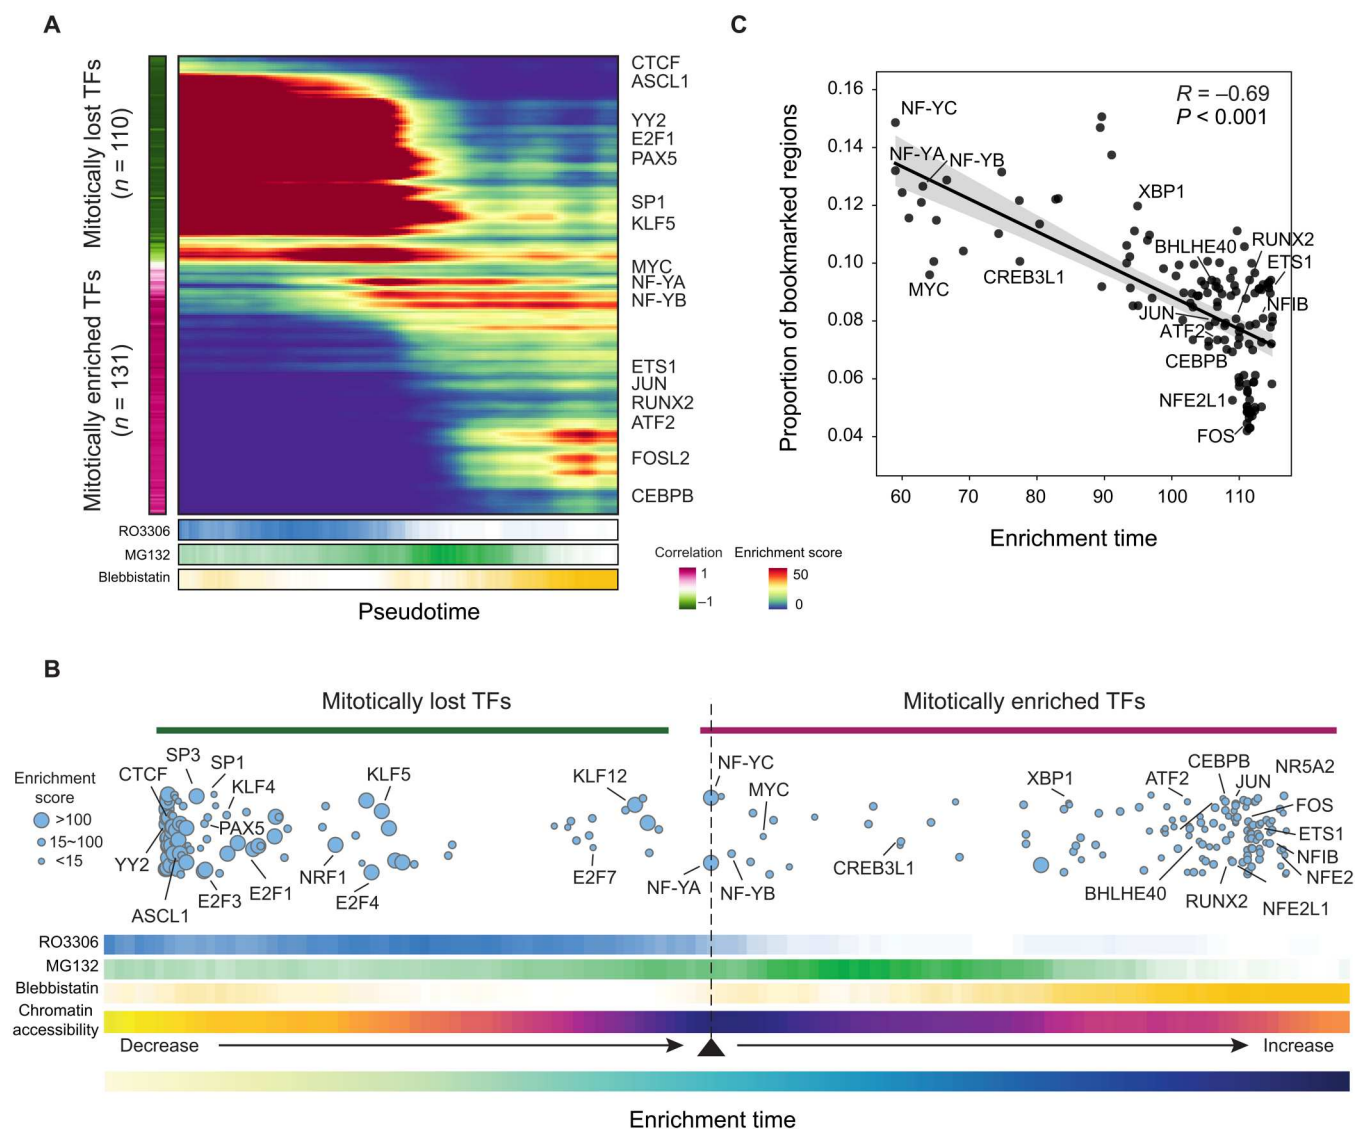 A
Mitotically lost TFs
(n = 110)
Mitotically enriched TFs
(n = 131)
CTCF
ASCL1
YY2
E2F1
PAX5
SP1
KLF5
MYC
NF-YA
NF-YB
ETS1
JUN
RUNX2
ATF2
FOSL2
CEBPB
RO3306
MG132
Blebbistatin
Pseudotime
Correlation
1
–1
Enrichment score
50
0
C
Proportion of bookmarked regions
0.16
0.14
0.12
0.10
0.08
0.06
0.04
R = –0.69
P < 0.001
NF-YC
NF-YA
NF-YB
XBP1
BHLHE40
RUNX2
ETS1
CREB3L1
MYC
NFIB
JUN
ATF2
CEBPB
NFE2L1
FOS
60 70 80 90 100 110
Enrichment time
B
Mitotically lost TFs
Mitotically enriched TFs
Enrichment
score
>100
15~100
<15
SP3
SP1
CTCF
KLF4
PAX5
YY2
ASCL1
E2F3
E2F1
NRF1
E2F4
KLF5
KLF12
E2F7
NF-YC
MYC
NF-YA
NF-YB
CREB3L1
XBP1
ATF2
CEBPB
JUN
NR5A2
FOS
ETS1
NFIB
NFE2
BHLHE40
RUNX2
NFE2L1
RO3306
MG132
Blebbistatin
Chromatin
accessibility
Decrease
Increase
Enrichment time